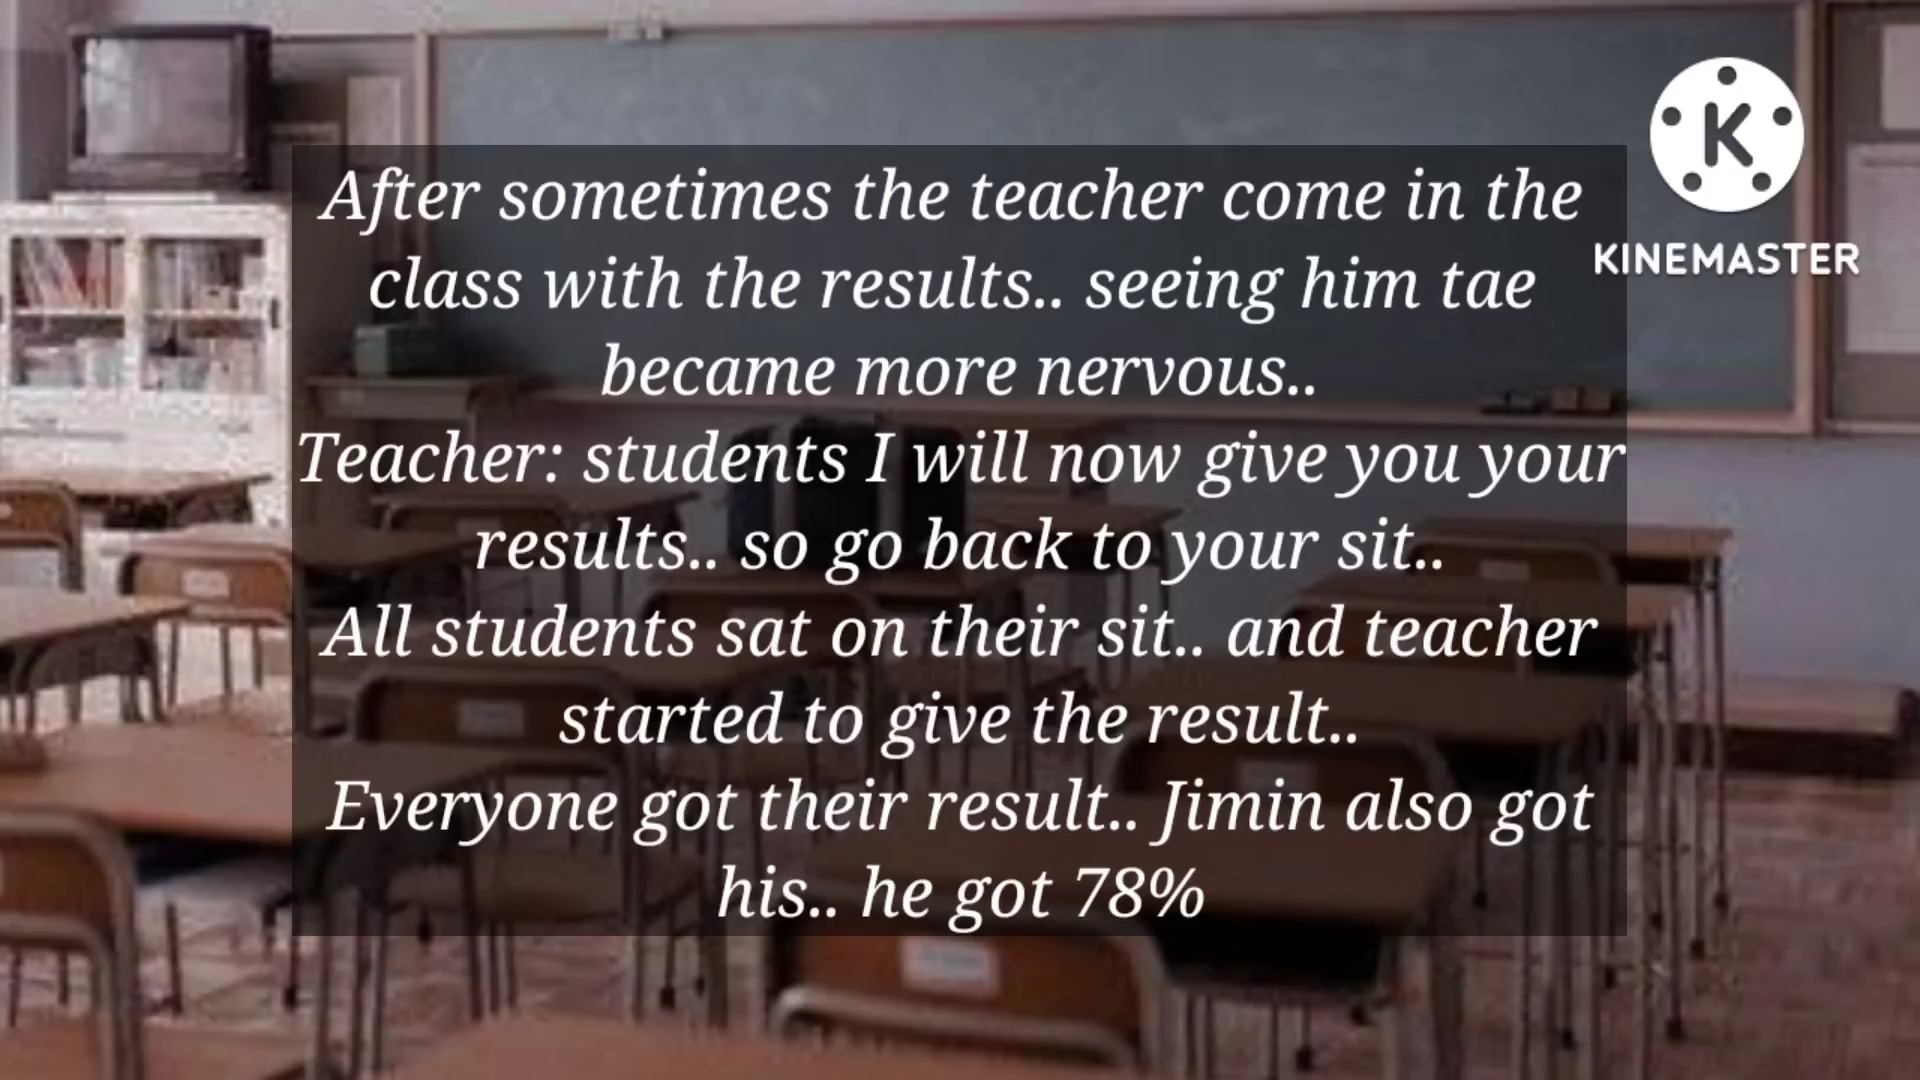 After sometimes the teacher come in the
class with the results.. seeing him tae
became more nervous..
Teacher: students I will now give you your
results.. so go back to your sit..
All students sat on their sit.. and teacher
started to give the result..
Everyone got their result.. Jimin also got
his.. he got 78%
K
KINEMASTER